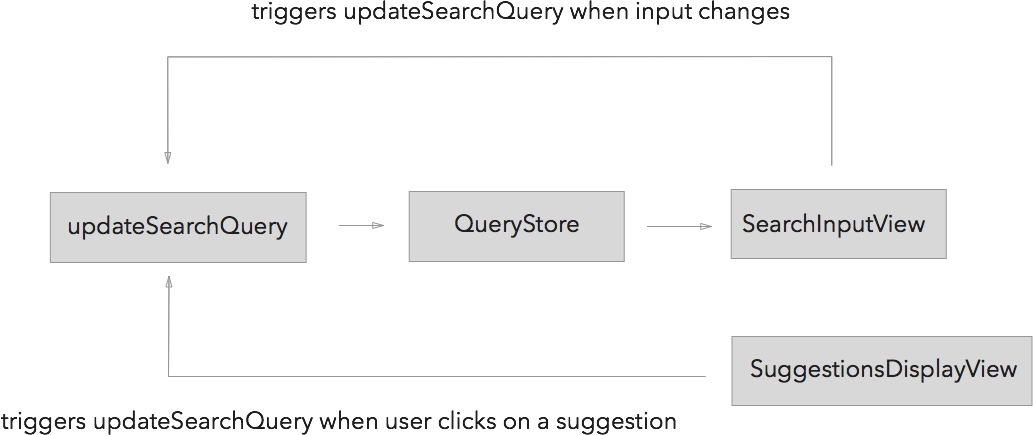 triggers updateSearchQuery when input changes
updateSearchQuery
QueryStore
SearchInputView
SuggestionsDisplayView
triggers updateSearchQuery when user clicks on a suggestion